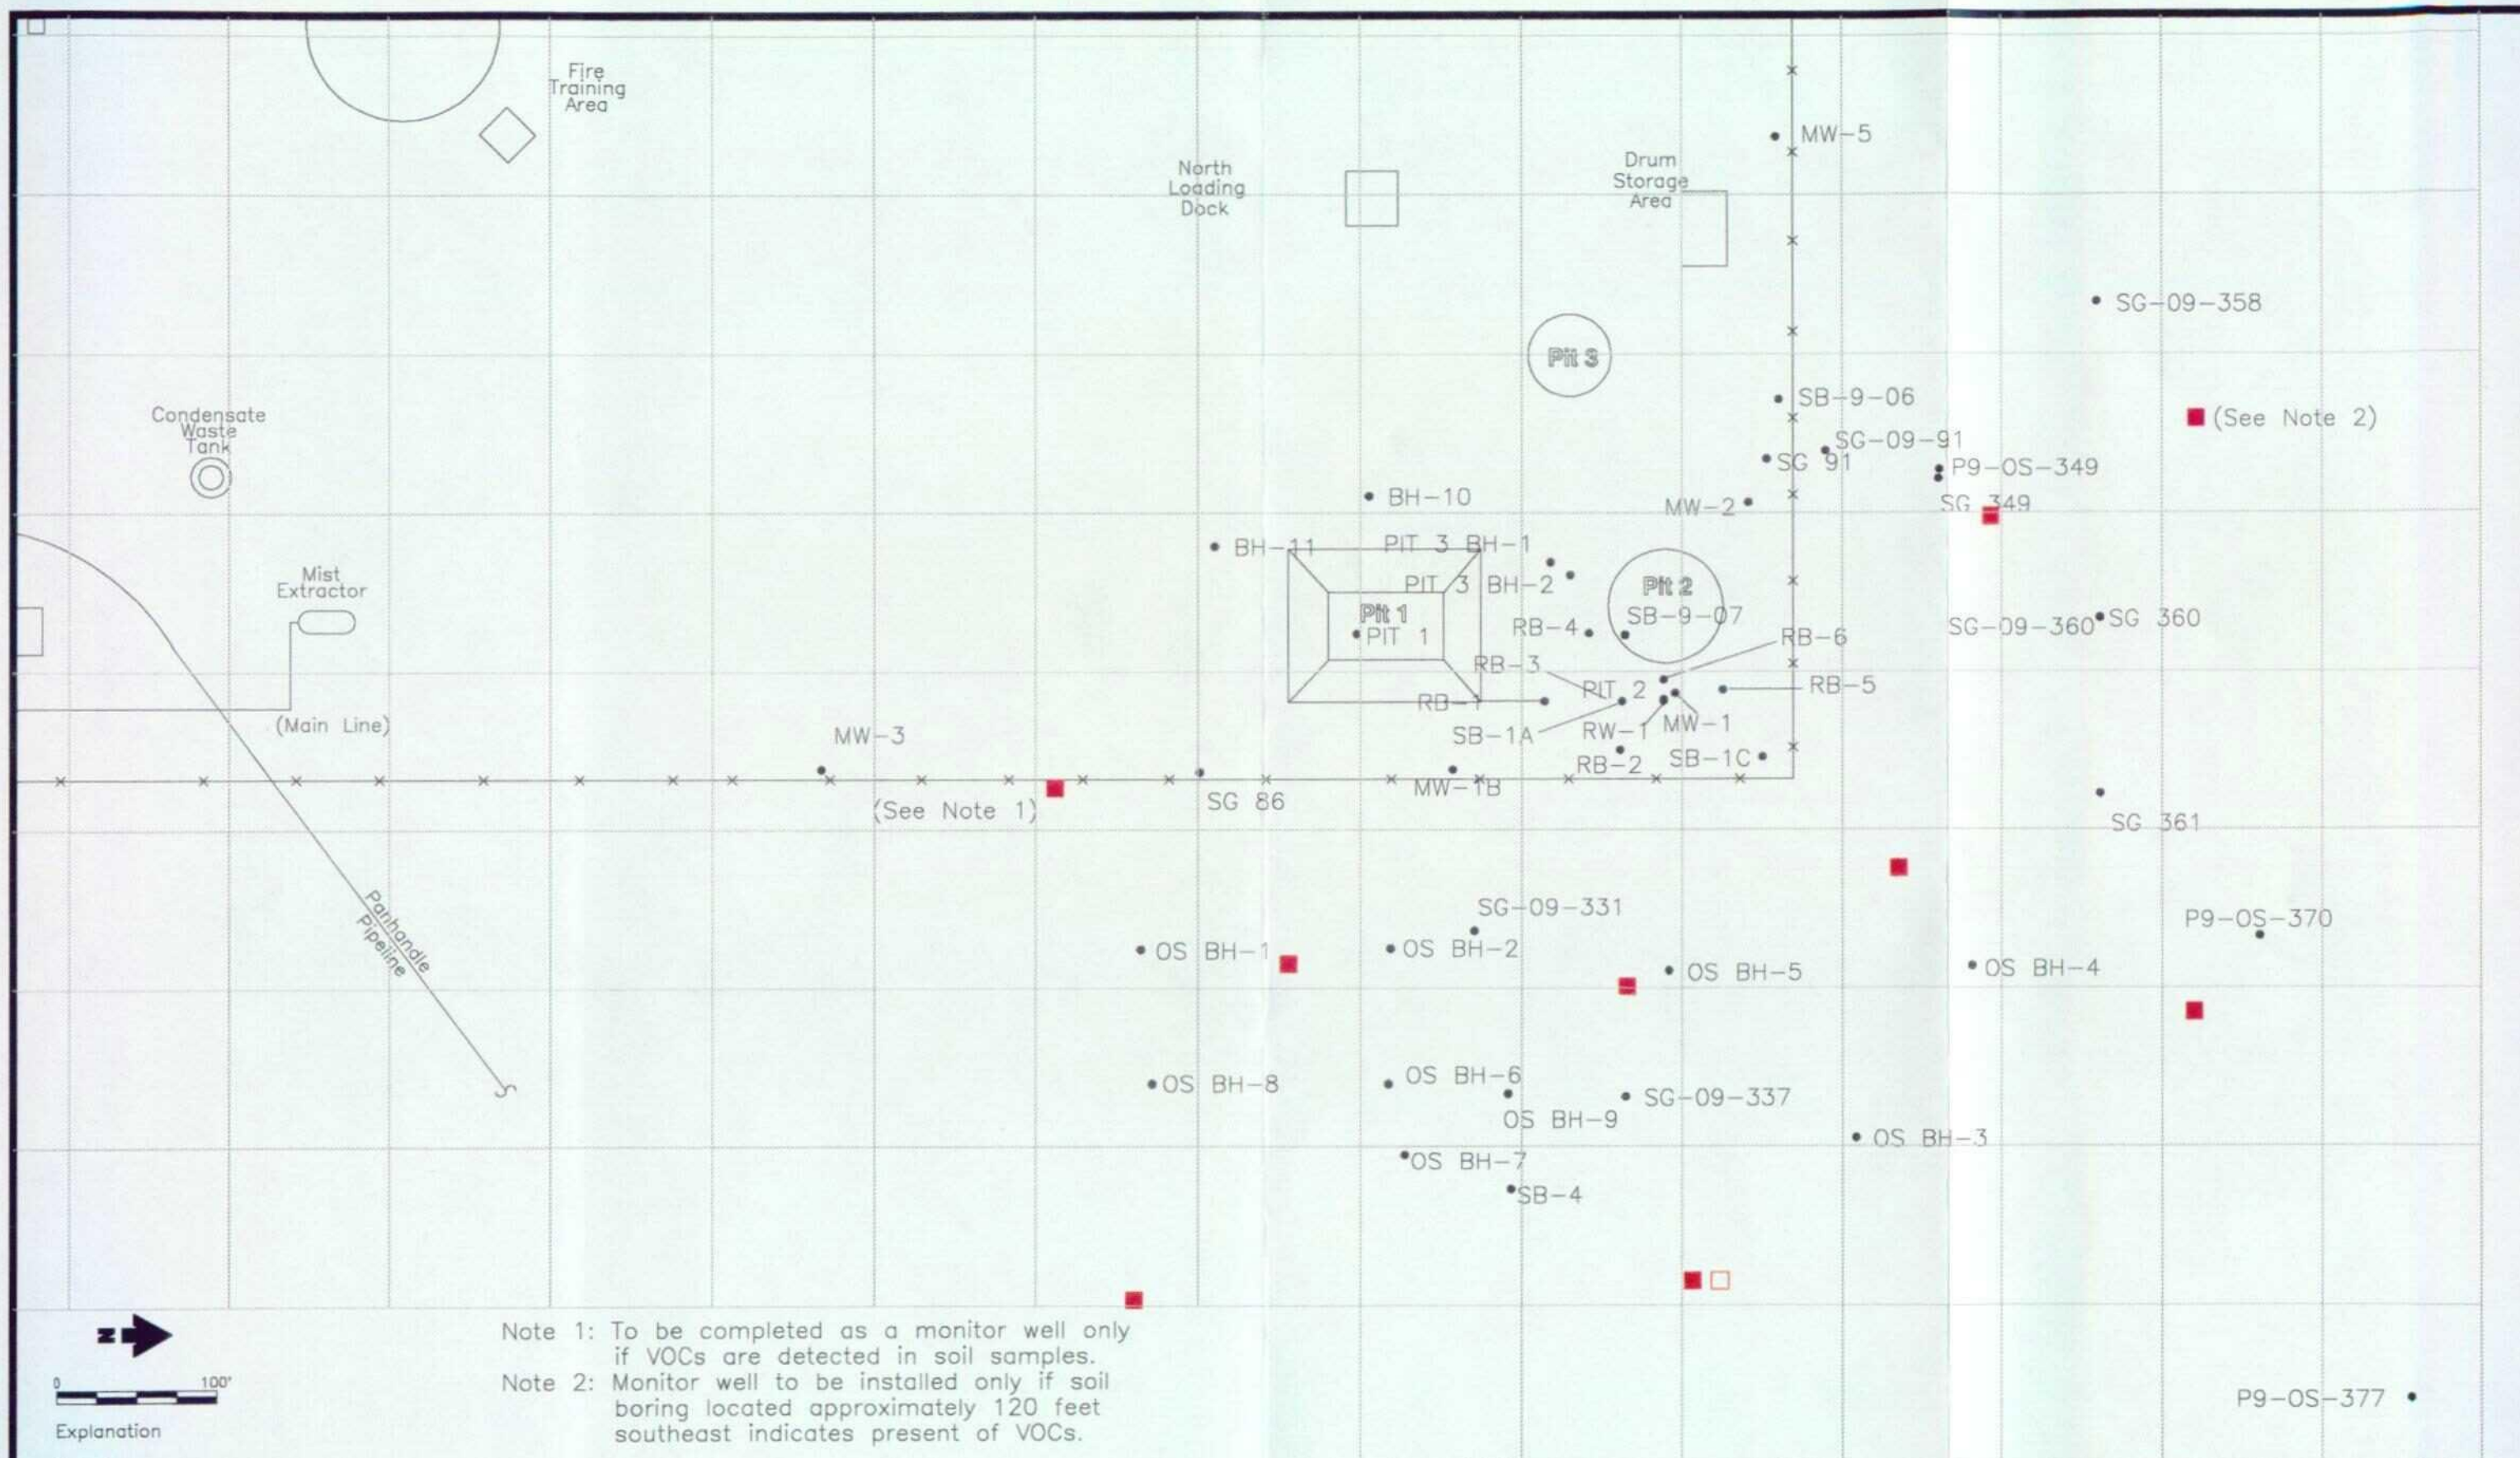 Fire
Training
Area
MW-5
North
Loading
Dock
Drum
Storage
Area
SG-09-358
Pit 3
SB-9-06
Condensate
Waste
Tank
(See Note 2)
SG-09-91
SG 91
P9-OS-349
SG 349
BH-10
MW-2
BH-11
PIT 3 BH-1
PIT 3 BH-2
Mist
Extractor
Pit 1
PIT 1
Pit 2
SB-9-07
RB-4
RB-6
SG-09-360
SG 360
RB-3
PIT 2
RB-5
RB-1
(Main Line)
MW-3
SB-1A
RW-1
MW-1
RB-2
SB-1C
MW-1B
SG 86
(See Note 1)
SG 361
Panhandle
Pipeline
SG-09-331
P9-OS-370
OS BH-1
OS BH-2
OS BH-5
OS BH-4
OS BH-8
OS BH-6
OS BH-9
SG-09-337
OS BH-3
OS BH-7
SB-4
N
0 100'
Explanation
Note 1: To be completed as a monitor well only
if VOCs are detected in soil samples.
Note 2: Monitor well to be installed only if soil
boring located approximately 120 feet
southeast indicates present of VOCs.
P9-OS-377